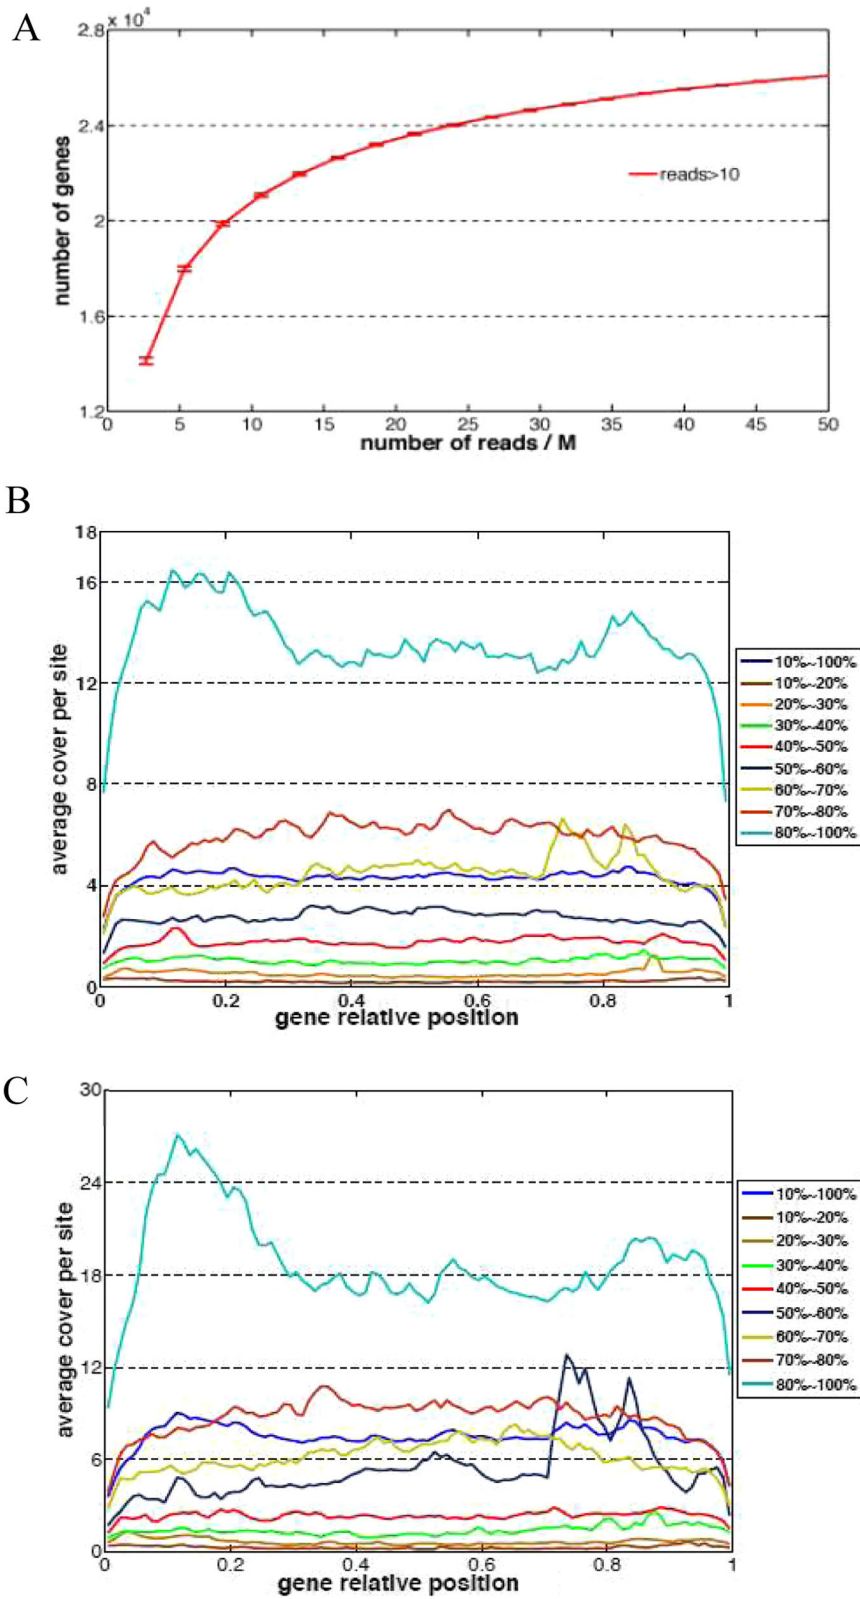 A
2.8 x 10^4
2.4
2
1.6
1.2
number of genes
reads>10
0 5 10 15 20 25 30 35 40 45 50
number of reads / M
B
18
16
12
8
4
0
average cover per site
0 0.2 0.4 0.6 0.8 1
gene relative position
10%~100%
10%~20%
20%~30%
30%~40%
40%~50%
50%~60%
60%~70%
70%~80%
80%~100%
C
30
24
18
12
6
0
average cover per site
0 0.2 0.4 0.6 0.8 1
gene relative position
10%~100%
10%~20%
20%~30%
30%~40%
40%~50%
50%~60%
60%~70%
70%~80%
80%~100%